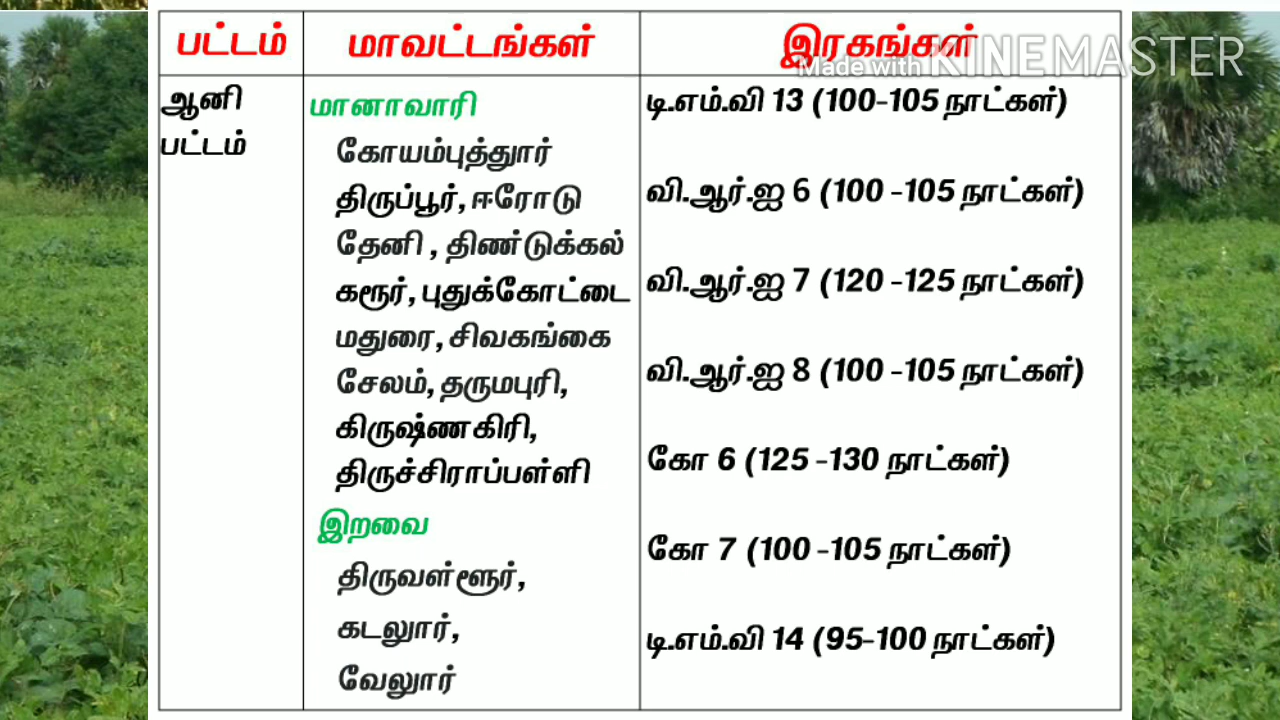 பட்டம் மாவட்டங்கள் இரகங்கள்
Made with KINEMASTER
ஆனி
பட்டம்
மானாவாரி
கோயம்புத்தூர்
திருப்பூர், ஈரோடு
தேனி , திண்டுக்கல்
கரூர், புதுக்கோட்டை
மதுரை, சிவகங்கை
சேலம், தருமபுரி,
கிருஷ்ணகிரி,
திருச்சிராப்பள்ளி
இறவை
திருவள்ளூர்,
கடலூர்,
வேலூர்
டி.எம்.வி 13 (100-105 நாட்கள்)
வி.ஆர்.ஐ 6 (100 -105 நாட்கள்)
வி.ஆர்.ஐ 7 (120 -125 நாட்கள்)
வி.ஆர்.ஐ 8 (100 -105 நாட்கள்)
கோ 6 (125 -130 நாட்கள்)
கோ 7 (100 -105 நாட்கள்)
டி.எம்.வி 14 (95-100 நாட்கள்)